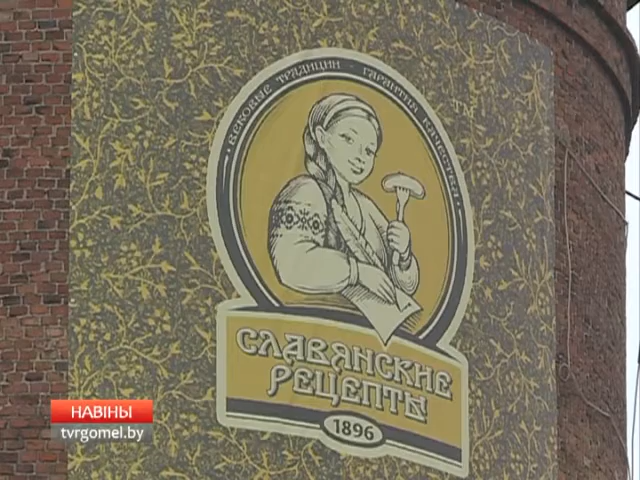 ВЕКОВЫЕ ТРАДИЦИИ - ГАРАНТИЯ КАЧЕСТВА
СЛАВЯНСКИЕ
РЕЦЕПТЫ
1896
НАВІНЫ
tvrgomel.by